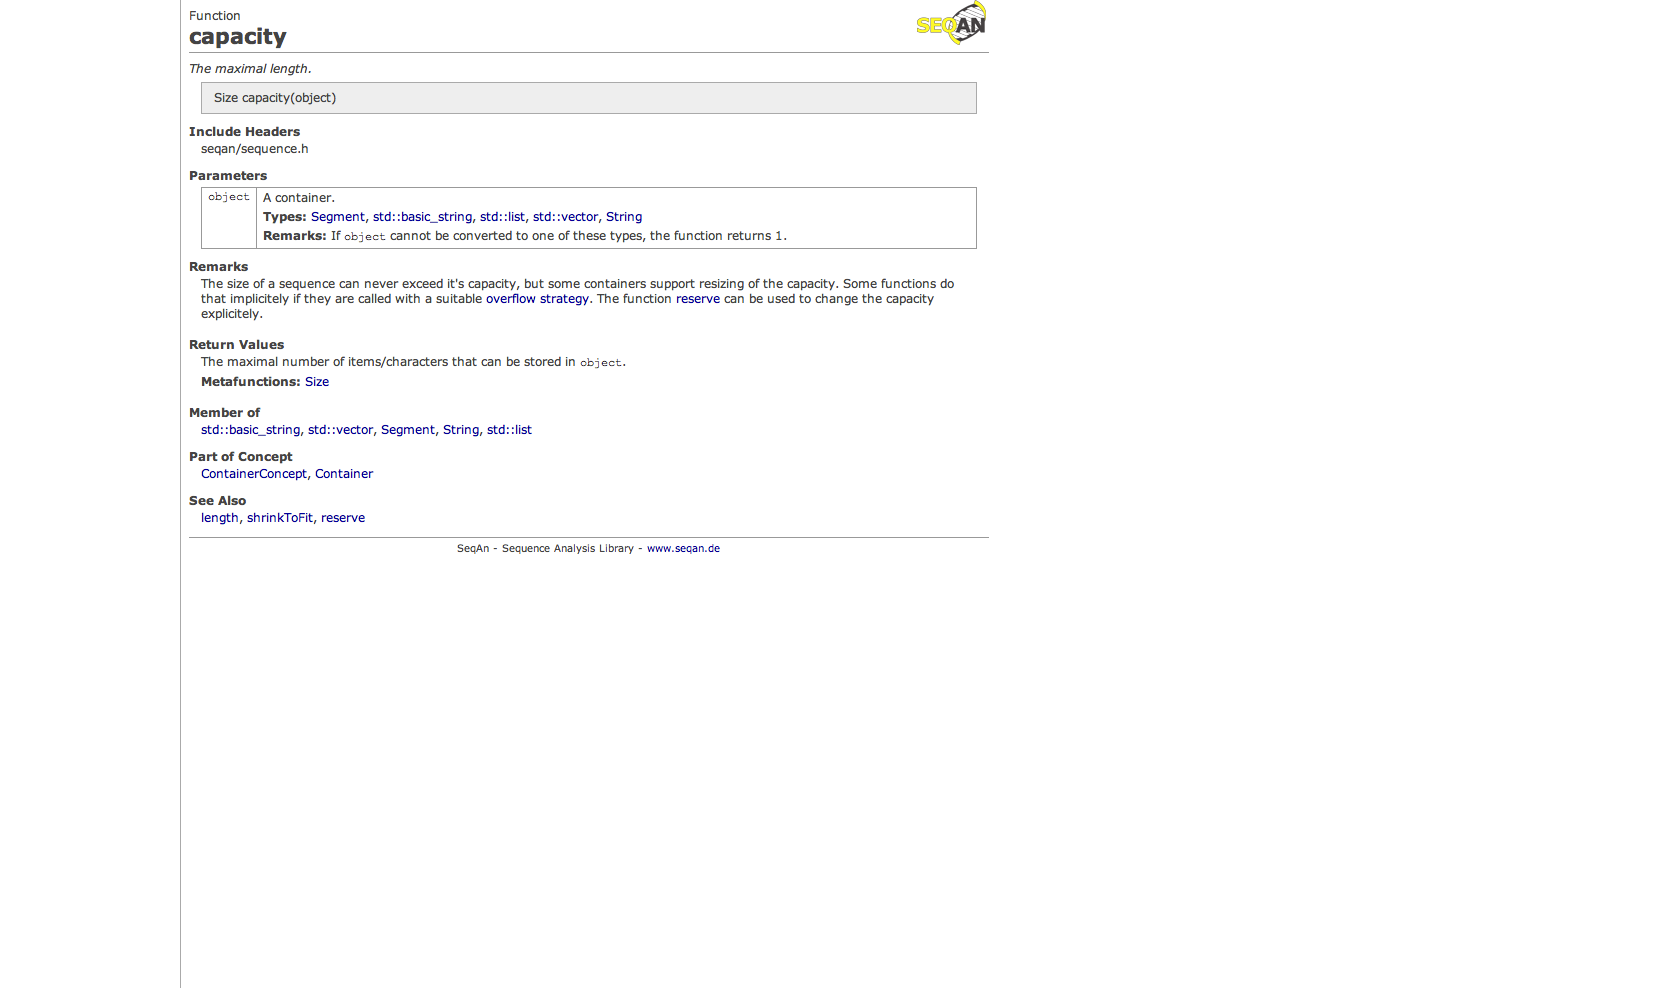 Function
capacity
SEQAN
The maximal length.
Size capacity(object)
Include Headers
seqan/sequence.h
Parameters
object A container.
Types: Segment, std::basic_string, std::list, std::vector, String
Remarks: If object cannot be converted to one of these types, the function returns 1.
Remarks
The size of a sequence can never exceed it's capacity, but some containers support resizing of the capacity. Some functions do
that implicitely if they are called with a suitable overflow strategy. The function reserve can be used to change the capacity
explicitely.
Return Values
The maximal number of items/characters that can be stored in object.
Metafunctions: Size
Member of
std::basic_string, std::vector, Segment, String, std::list
Part of Concept
ContainerConcept, Container
See Also
length, shrinkToFit, reserve
SeqAn - Sequence Analysis Library - www.seqan.de